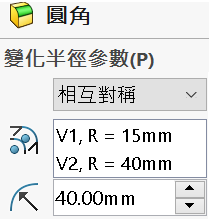 圓角
變化半徑參數(P)
相互對稱
V1, R = 15mm
V2, R = 40mm
40.00mm